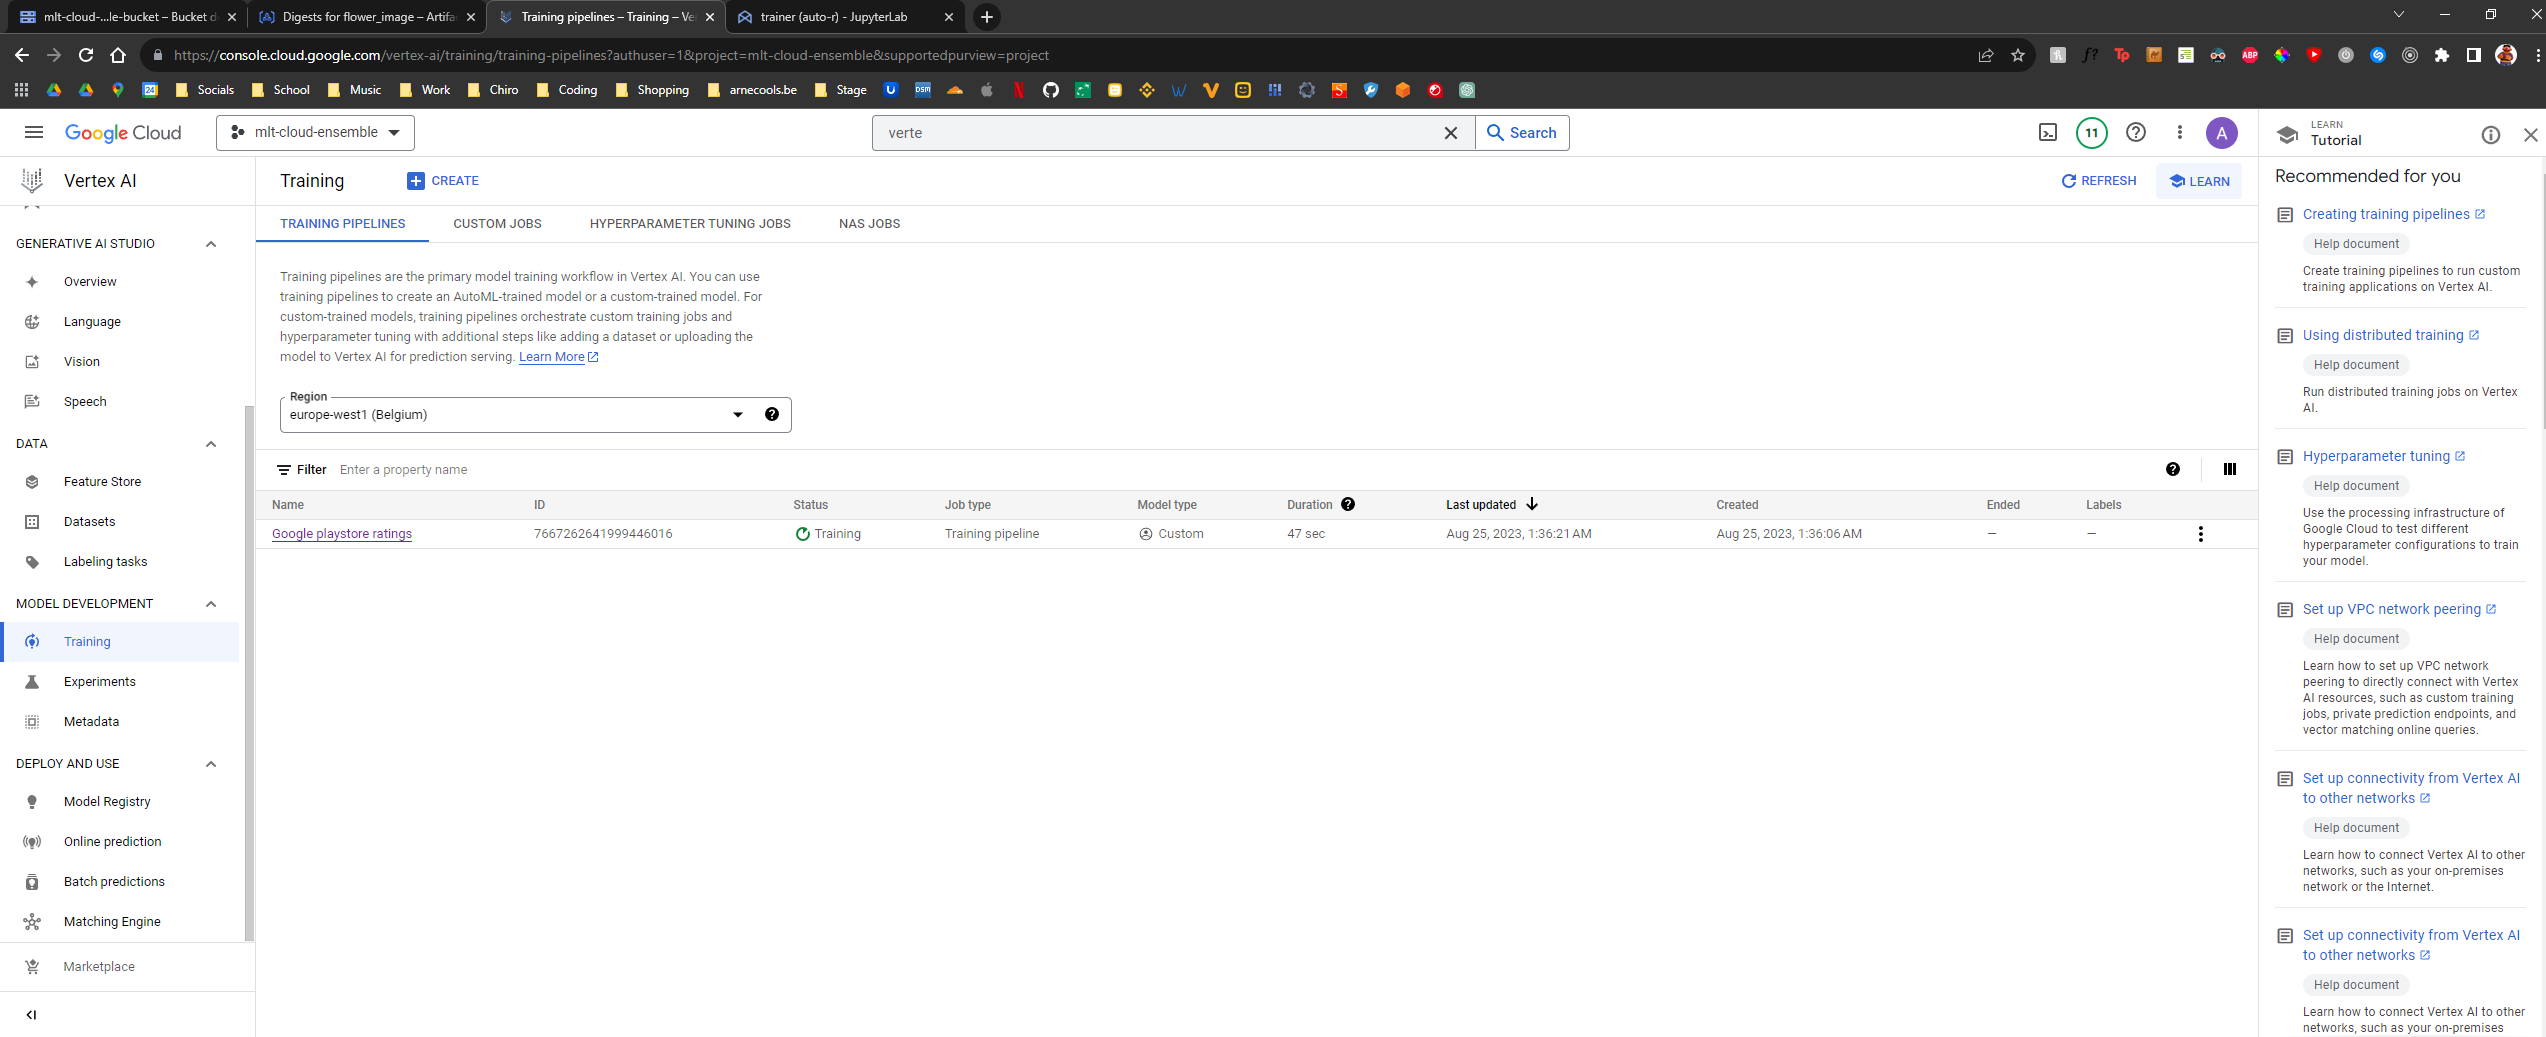 mlt-cloud-...le-bucket – Bucket d
Digests for flower_image – Artifa
Training pipelines – Training – Ve
trainer (auto-r) - JupyterLab
https://console.cloud.google.com/vertex-ai/training/training-pipelines?authuser=1&project=mlt-cloud-ensemble&supportedpurview=project
Socials
School
Music
Work
Chiro
Coding
Shopping
arnecools.be
Stage
Google Cloud
mlt-cloud-ensemble
verte
Search
11
A
LEARN
Tutorial
Vertex AI
Training
CREATE
REFRESH
LEARN
TRAINING PIPELINES
CUSTOM JOBS
HYPERPARAMETER TUNING JOBS
NAS JOBS
GENERATIVE AI STUDIO
Overview
Language
Vision
Speech
DATA
Feature Store
Datasets
Labeling tasks
MODEL DEVELOPMENT
Training
Experiments
Metadata
DEPLOY AND USE
Model Registry
Online prediction
Batch predictions
Matching Engine
Marketplace
Training pipelines are the primary model training workflow in Vertex AI. You can use
training pipelines to create an AutoML-trained model or a custom-trained model. For
custom-trained models, training pipelines orchestrate custom training jobs and
hyperparameter tuning with additional steps like adding a dataset or uploading the
model to Vertex AI for prediction serving. Learn More
Region
europe-west1 (Belgium)
Filter Enter a property name
Name ID Status Job type Model type Duration Last updated Created Ended Labels
Google playstore ratings 7667262641999446016 Training Training pipeline Custom 47 sec Aug 25, 2023, 1:36:21 AM Aug 25, 2023, 1:36:06 AM — —
Recommended for you
Creating training pipelines
Help document
Create training pipelines to run custom
training applications on Vertex AI.
Using distributed training
Help document
Run distributed training jobs on Vertex
AI.
Hyperparameter tuning
Help document
Use the processing infrastructure of
Google Cloud to test different
hyperparameter configurations to train
your model.
Set up VPC network peering
Help document
Learn how to set up VPC network
peering to directly connect with Vertex
AI resources, such as custom training
jobs, private prediction endpoints, and
vector matching online queries.
Set up connectivity from Vertex AI
to other networks
Help document
Learn how to connect Vertex AI to other
networks, such as your on-premises
network or the Internet.
Set up connectivity from Vertex AI
to other networks
Help document
Learn how to connect Vertex AI to other
networks, such as your on-premises